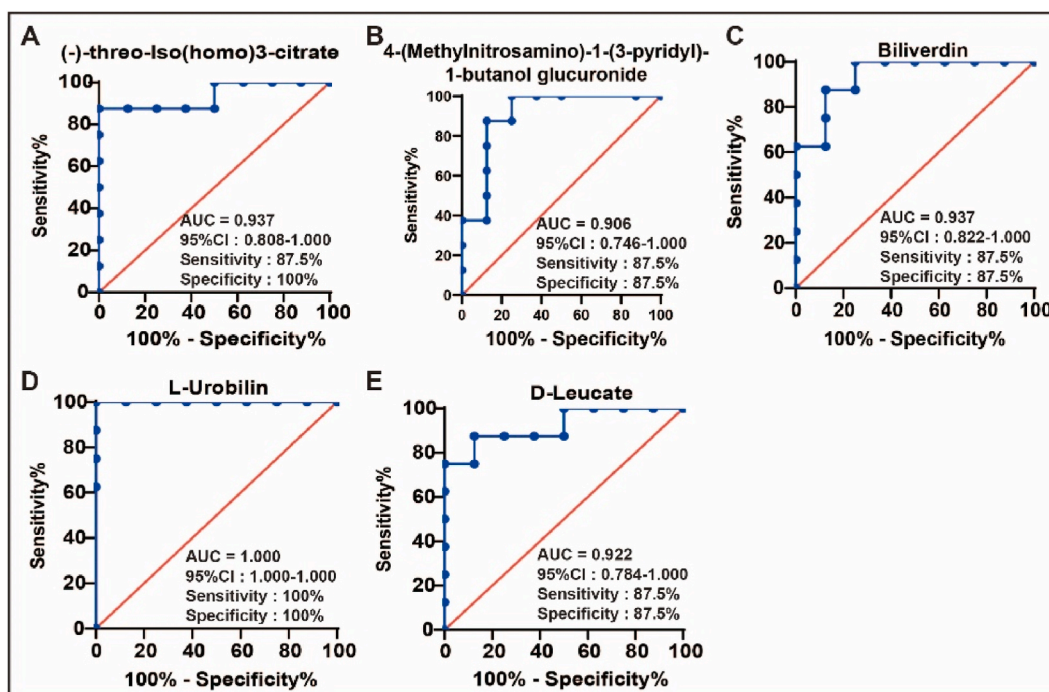 A
(-)-threo-Iso(homo)3-citrate
100
80
60
40
20
0
Sensitivity%
AUC = 0.937
95%CI : 0.808-1.000
Sensitivity : 87.5%
Specificity : 100%
0 20 40 60 80 100
100% - Specificity%
B
4-(Methylnitrosamino)-1-(3-pyridyl)-
1-butanol glucuronide
100
80
60
40
20
0
Sensitivity%
AUC = 0.906
95%CI : 0.746-1.000
Sensitivity : 87.5%
Specificity : 87.5%
0 20 40 60 80 100
100% - Specificity%
C
Biliverdin
100
80
60
40
20
0
Sensitivity%
AUC = 0.937
95%CI : 0.822-1.000
Sensitivity : 87.5%
Specificity : 87.5%
0 20 40 60 80 100
100% - Specificity%
D
L-Urobilin
100
80
60
40
20
0
Sensitivity%
AUC = 1.000
95%CI : 1.000-1.000
Sensitivity : 100%
Specificity : 100%
0 20 40 60 80 100
100% - Specificity%
E
D-Leucate
100
80
60
40
20
0
Sensitivity%
AUC = 0.922
95%CI : 0.784-1.000
Sensitivity : 87.5%
Specificity : 87.5%
0 20 40 60 80 100
100% - Specificity%